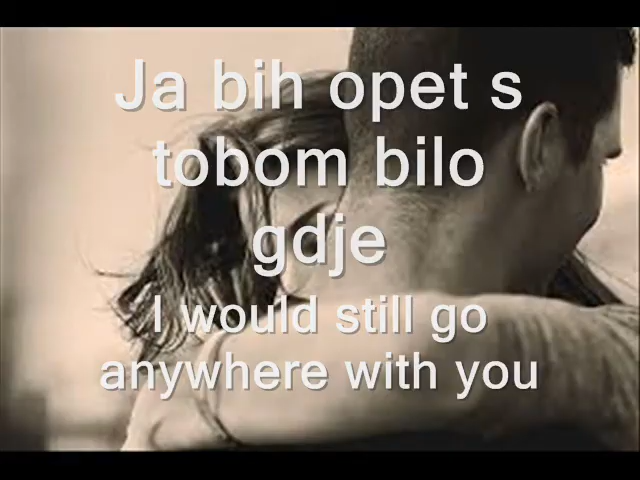 Ja bih opet s
tobom bilo
gdje
I would still go
anywhere with you